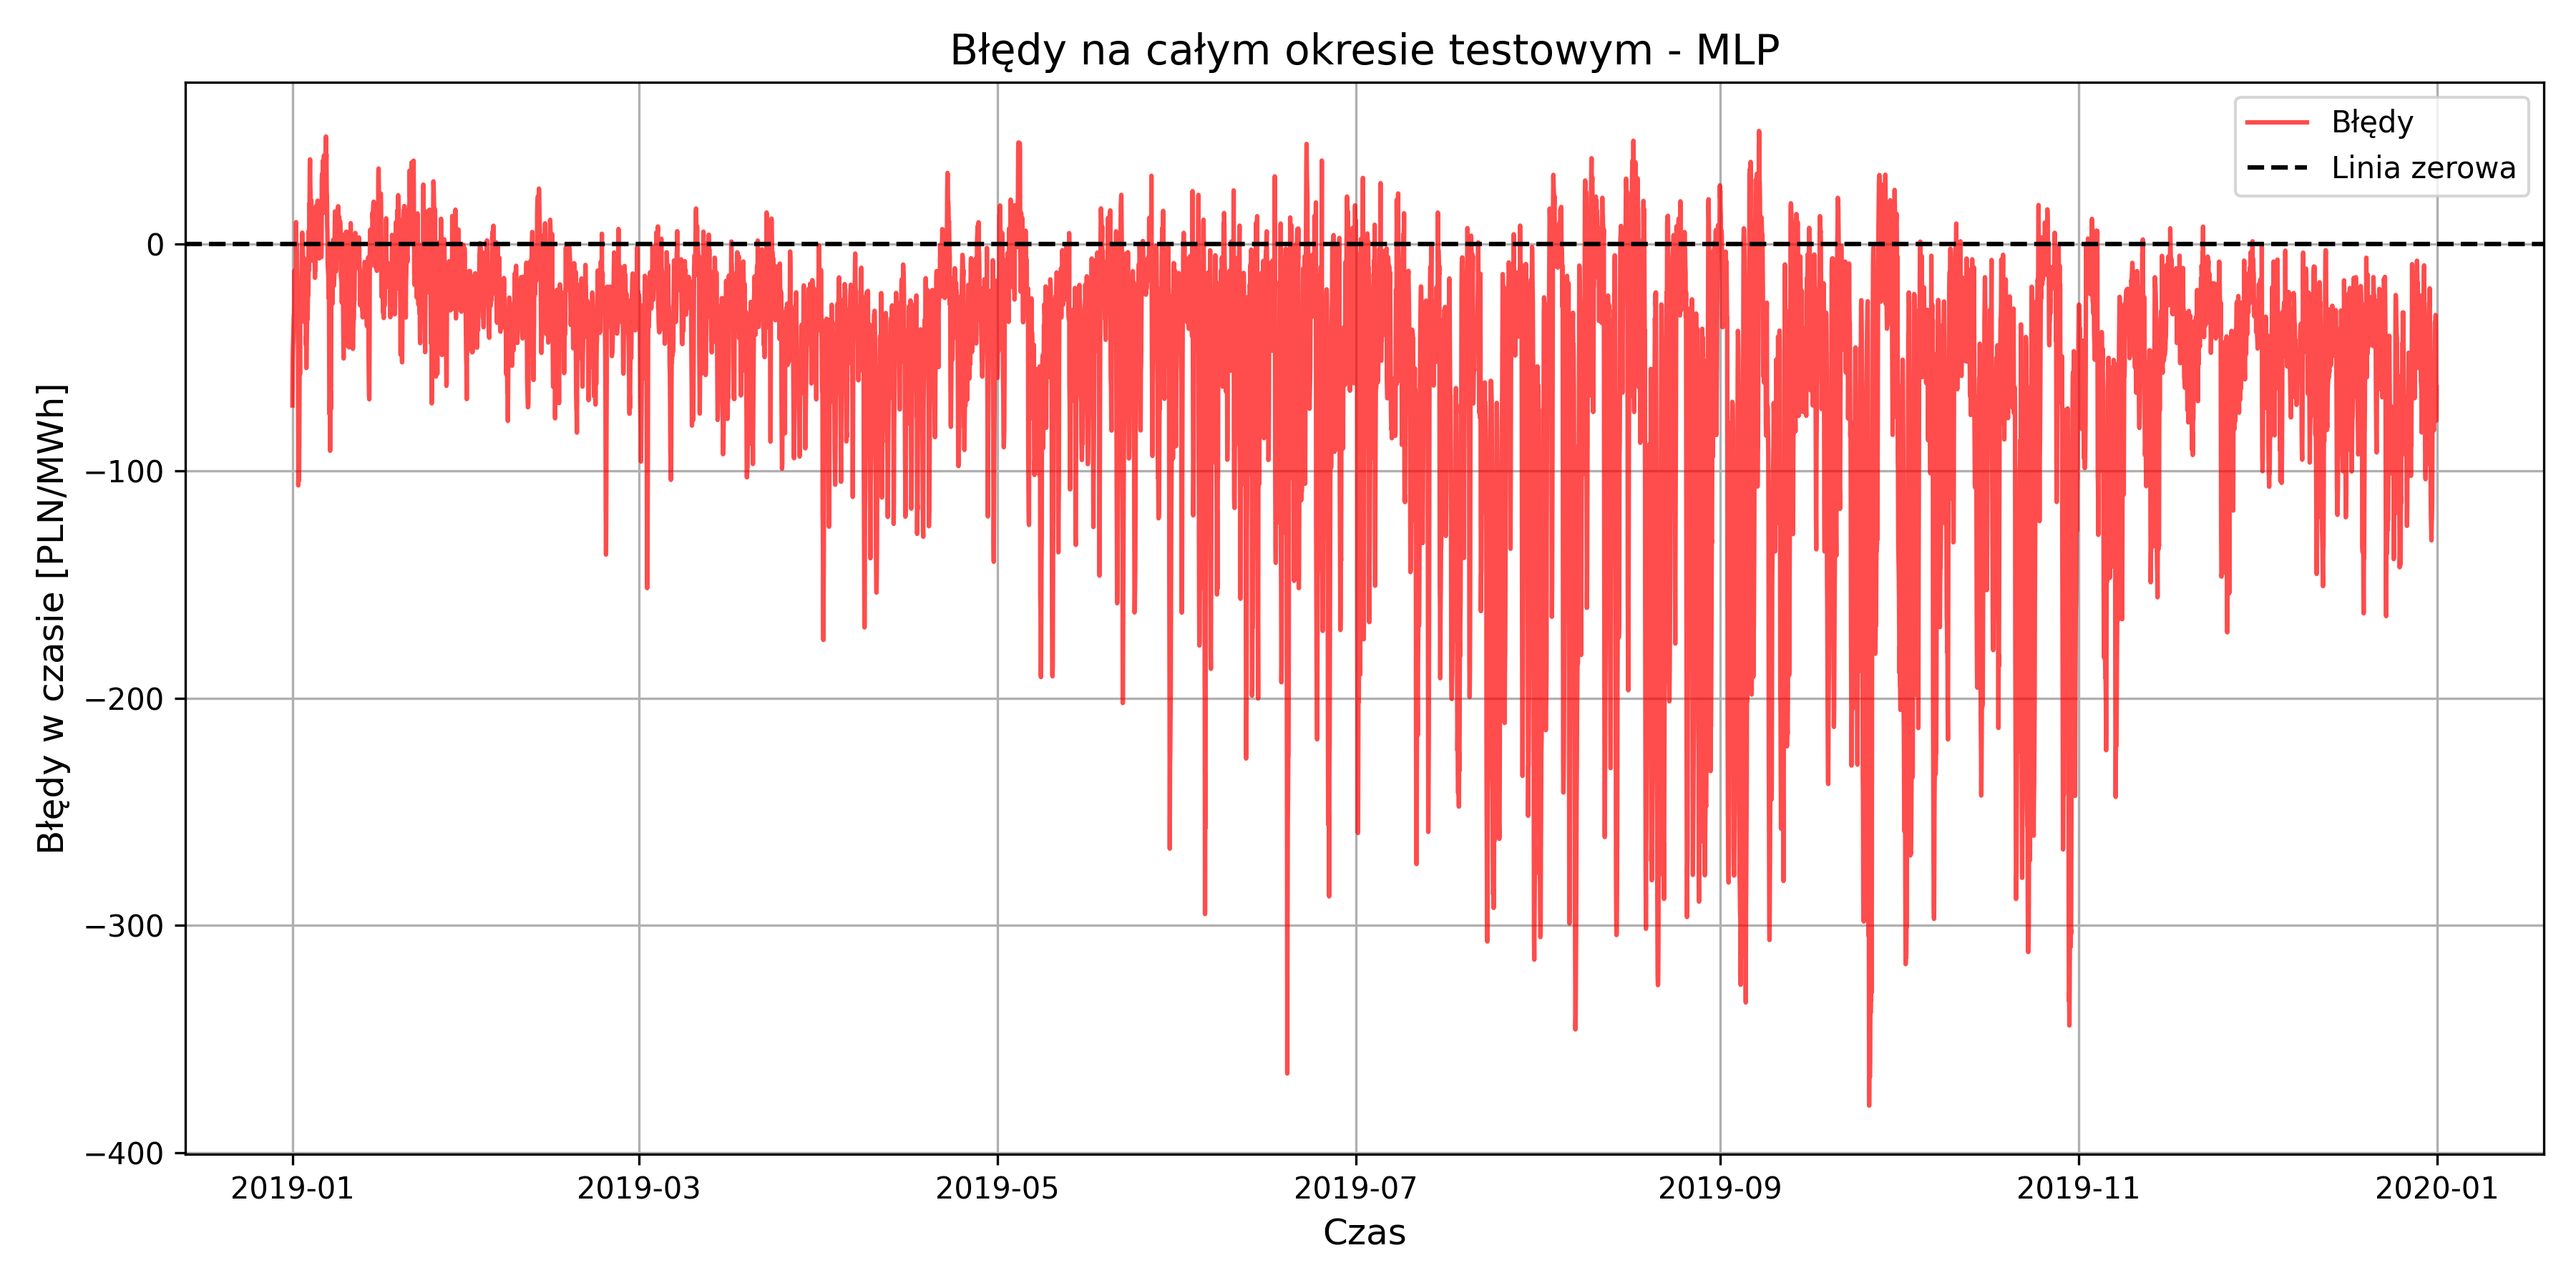 Błędy na całym okresie testowym - MLP
Błędy
Linia zerowa
Błędy w czasie [PLN/MWh]
0
−100
−200
−300
−400
2019-01 2019-03 2019-05 2019-07 2019-09 2019-11 2020-01
Czas